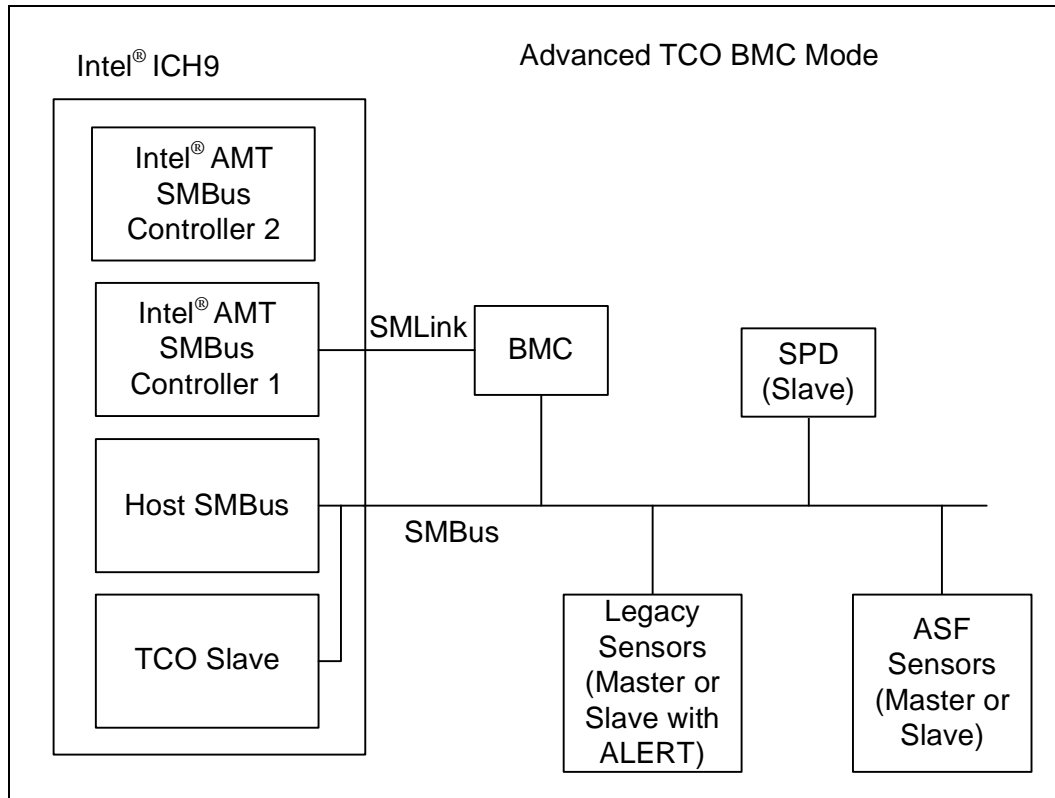 Advanced TCO BMC Mode
Intel® ICH9
Intel® AMT
SMBus
Controller 2
Intel® AMT
SMBus
Controller 1
SMLink
BMC
SPD
(Slave)
Host SMBus
SMBus
TCO Slave
Legacy
Sensors
(Master or
Slave with
ALERT)
ASF
Sensors
(Master or
Slave)